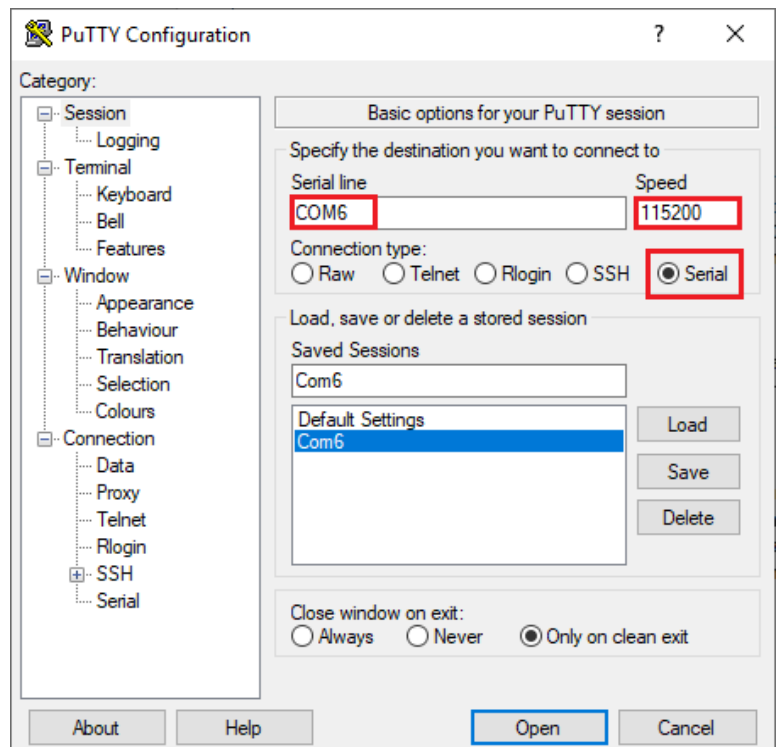 PuTTY Configuration
?
Category:
Session
Logging
Terminal
Keyboard
Bell
Features
Window
Appearance
Behaviour
Translation
Selection
Colours
Connection
Data
Proxy
Telnet
Rlogin
SSH
Serial
Basic options for your PuTTY session
Specify the destination you want to connect to
Serial line Speed
COM6 115200
Connection type:
Raw Telnet Rlogin SSH Serial
Load, save or delete a stored session
Saved Sessions
Com6
Default Settings
Com6
Load
Save
Delete
Close window on exit:
Always Never Only on clean exit
About Help Open Cancel